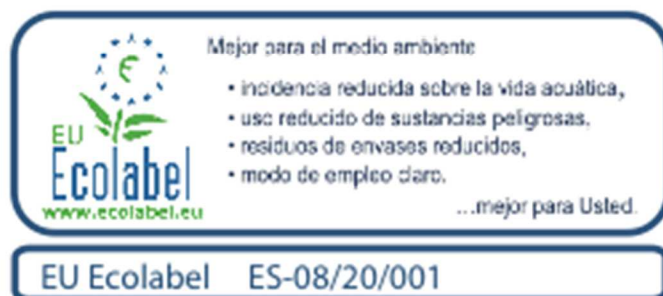 Mejor para el medio ambiente
• incidencia reducida sobre la vida acuática,
• uso reducido de sustancias peligrosas,
• residuos de envases reducidos,
• modo de empleo claro.
...mejor para Usted.
EU
Ecolabel
www.ecolabel.eu
EU Ecolabel ES-08/20/001